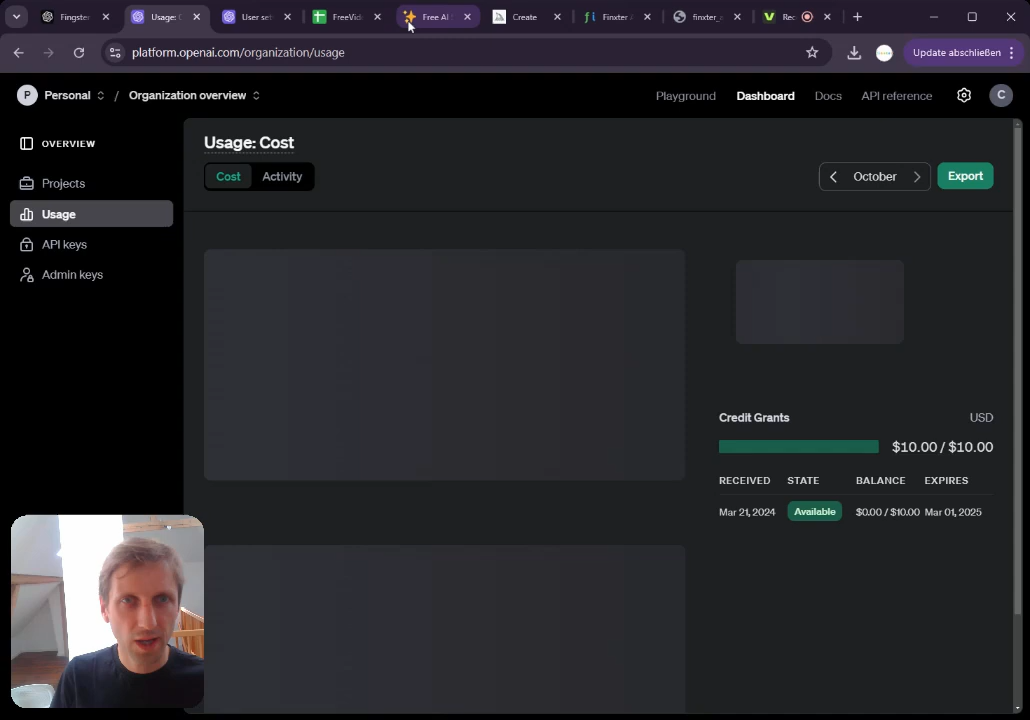 Fingster
Usage: C
User set
FreeVid
Free AI
Create
Finxter A
finxter_a
Rec
platform.openai.com/organization/usage
Update abschließen
P Personal / Organization overview
Playground Dashboard Docs API reference C
OVERVIEW
Projects
Usage
API keys
Admin keys
Usage: Cost
Cost Activity
October
Export
Credit Grants USD
$10.00 / $10.00
RECEIVED STATE BALANCE EXPIRES
Mar 21, 2024 Available $0.00 / $10.00 Mar 01, 2025